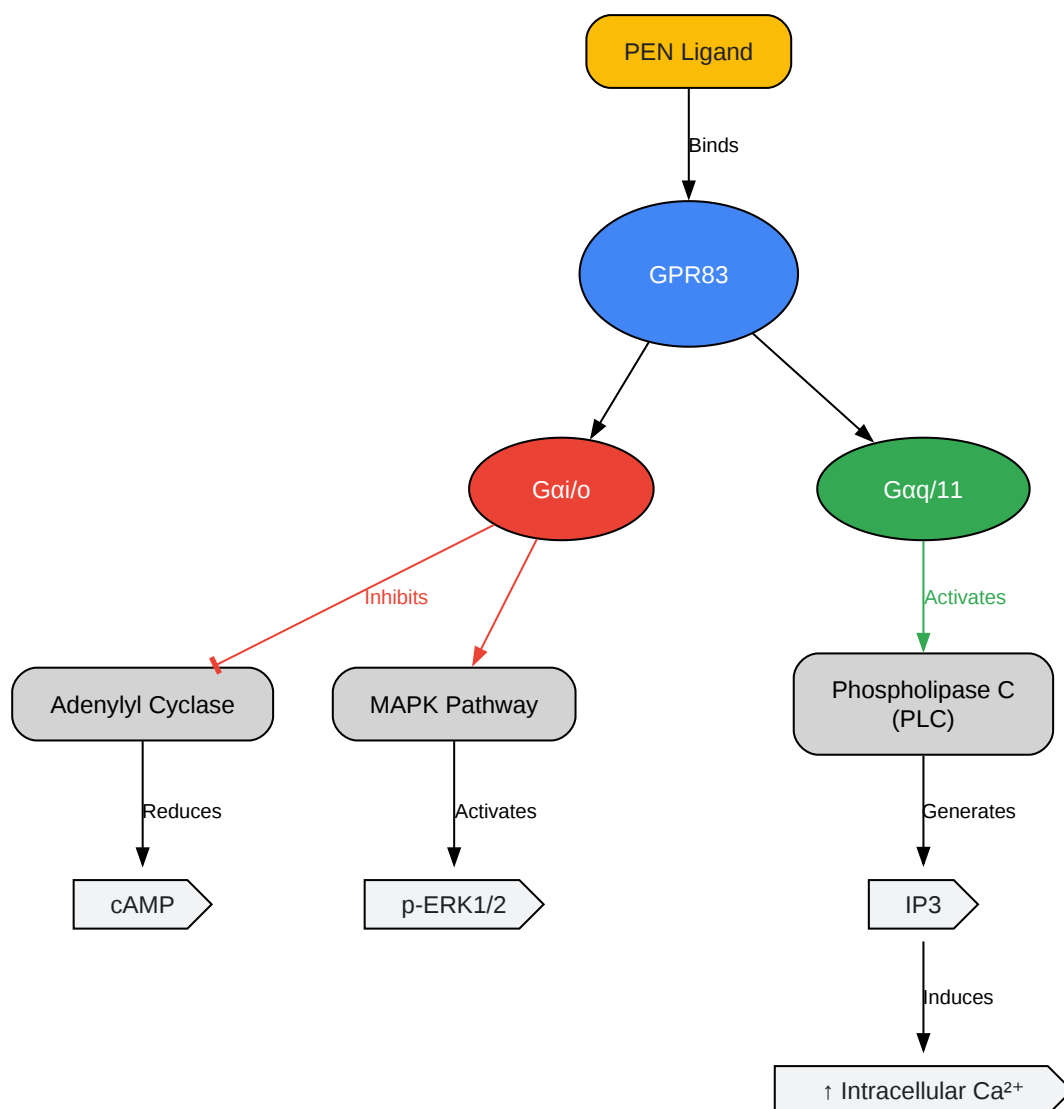 PEN Ligand
Binds
GPR83
Gαi/o
Gαq/11
Inhibits
Activates
Adenylyl Cyclase
MAPK Pathway
Phospholipase C
(PLC)
Reduces
Activates
Generates
cAMP
p-ERK1/2
IP3
Induces
↑ Intracellular Ca²⁺